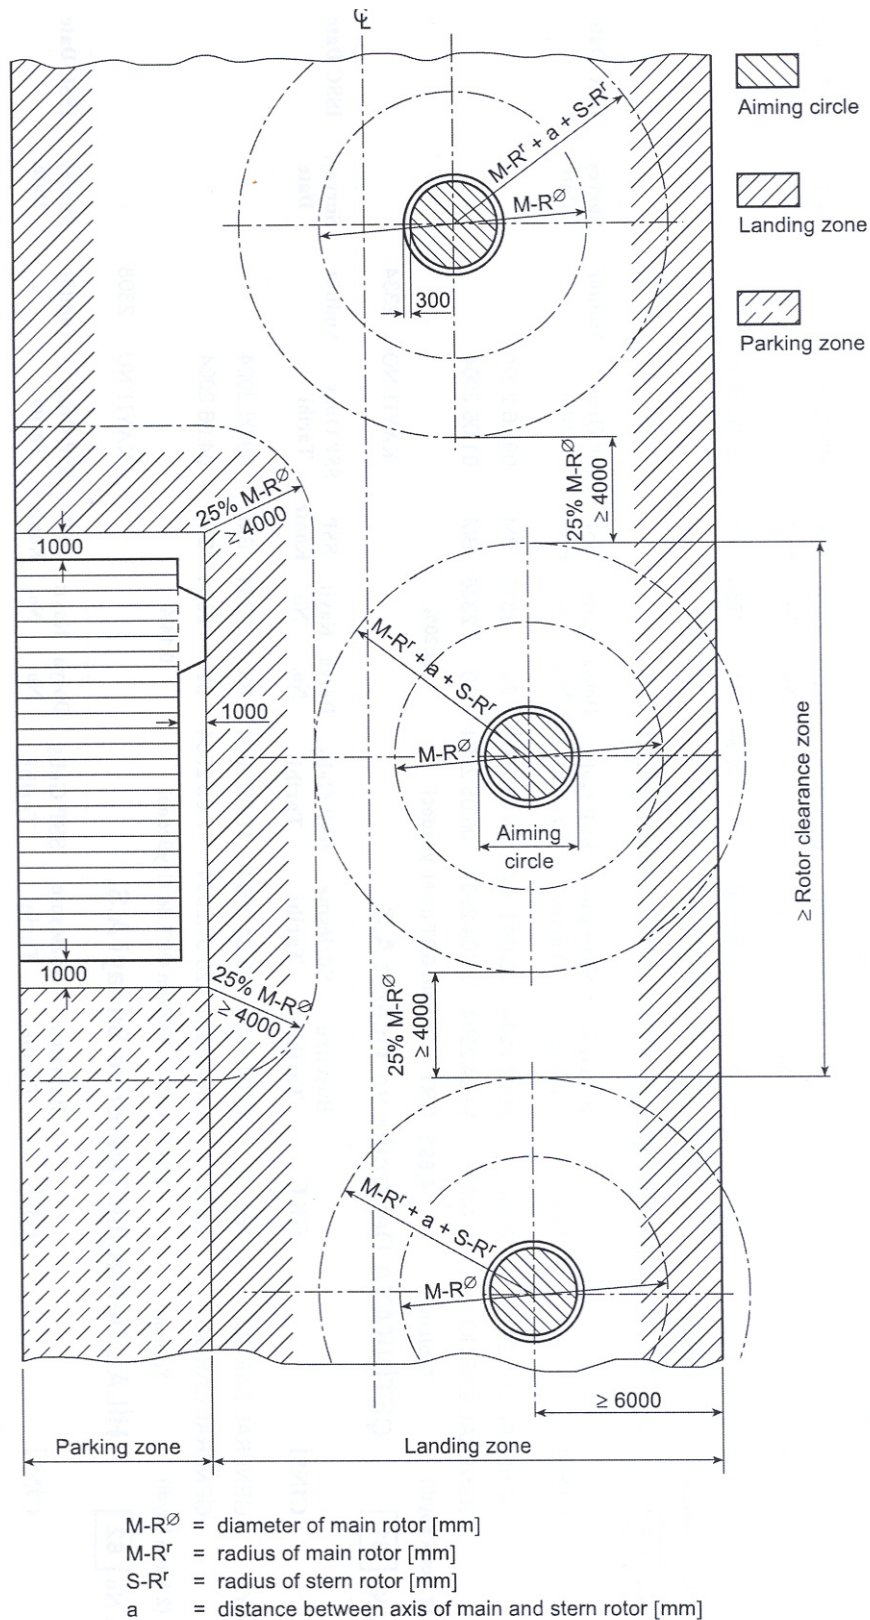 ℄
Aiming circle
Landing zone
Parking zone
M-Rʳ + a + S-Rʳ
M-R∅
300
25% M-R∅
≥ 4000
25% M-R∅
≥ 4000
1000
M-Rʳ + a + S-Rʳ
1000
M-R∅
Aiming
circle
≥ Rotor clearance zone
1000
25% M-R∅
≥ 4000
25% M-R∅
≥ 4000
M-Rʳ + a + S-Rʳ
M-R∅
≥ 6000
Parking zone
Landing zone
M-R∅ = diameter of main rotor [mm]
M-Rʳ = radius of main rotor [mm]
S-Rʳ = radius of stern rotor [mm]
a = distance between axis of main and stern rotor [mm]